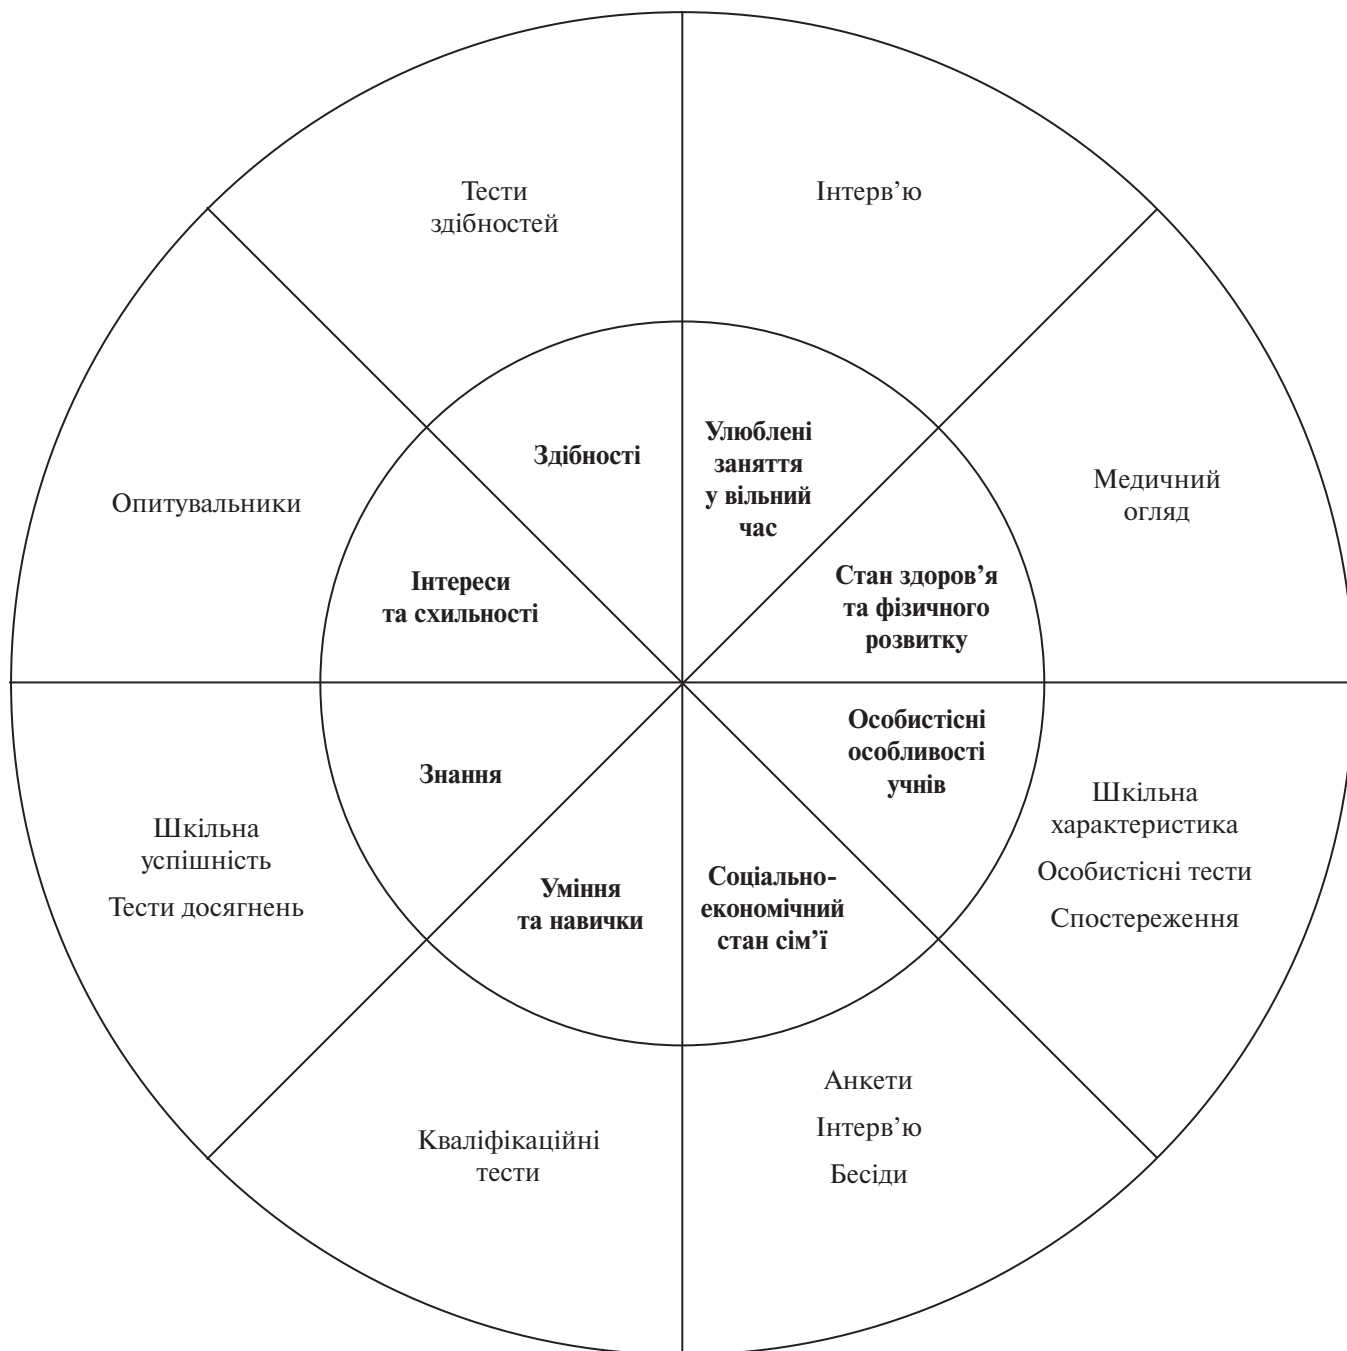 Тести
здібностей
Інтерв’ю
Опитувальники
Здібності
Улюблені
заняття
у вільний
час
Медичний
огляд
Інтереси
та схильності
Стан здоров’я
та фізичного
розвитку
Знання
Особистісні
особливості
учнів
Шкільна
успішність
Тести досягнень
Уміння
та навички
Соціально-
економічний
стан сім’ї
Шкільна
характеристика
Особистісні тести
Спостереження
Кваліфікаційні
тести
Анкети
Інтерв’ю
Бесіди